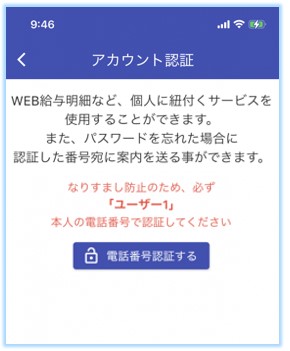 9:46
アカウント認証
WEB給与明細など、個人に紐付くサービスを
使用することができます。
また、パスワードを忘れた場合に
認証した番号宛に案内を送る事ができます。
なりすまし防止のため、必ず
「ユーザー1」
本人の電話番号で認証してください
電話番号認証する